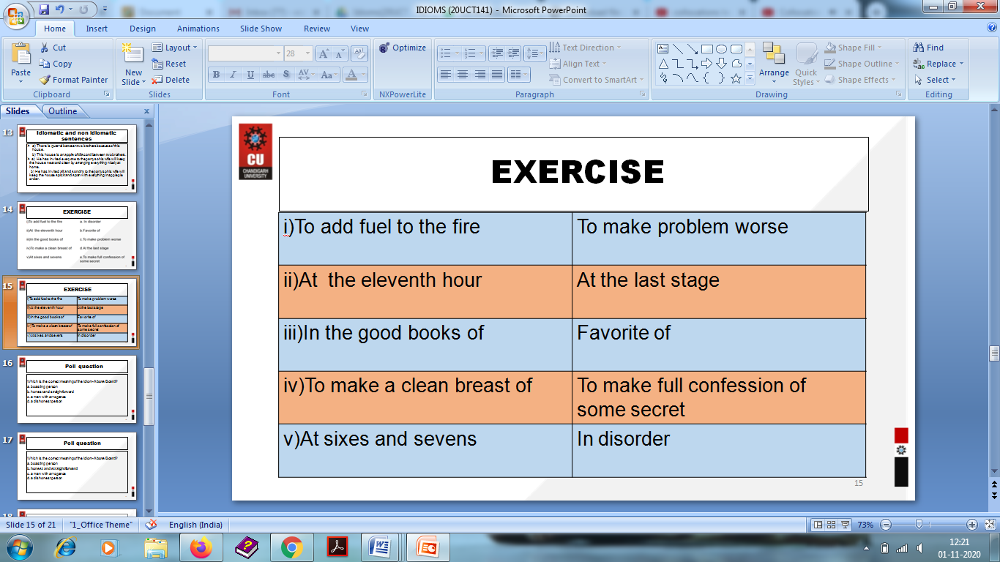 IDIOMS (20UCT141) - Microsoft PowerPoint
Home Insert Design Animations Slide Show Review View
Paste
Cut
Copy
Format Painter
Clipboard
New
Slide
Layout
Reset
Delete
Slides
28
B I U abc S AV Aa A
Font
Optimize
NXPowerLite
Text Direction
Align Text
Convert to SmartArt
Paragraph
Arrange
Quick
Styles
Shape Fill
Shape Outline
Shape Effects
Drawing
Find
Replace
Select
Editing
Slides Outline x
13
Idiomatic and non idiomatic
sentences
a) There is quarrel between two brothers because of this
house.
b) This house is an apple of discord between two brothers.
a) He has invited everyone to the party so his wife will keep
the house neat and clean by arranging everything nicely at
home.
b) He has invited all and sundry to the party so his wife will
keep the house spick and span with everything in apple pie
order.
14
EXERCISE
i)To add fuel to the fire a. In disorder
ii)At the eleventh hour b.Favorite of
iii)In the good books of c.To make problem worse
iv)To make a clean breast of d.At the last stage
v)At sixes and sevens e.To make full confession of
some secret
15
EXERCISE
i)To add fuel to the fire To make problem worse
ii)At the eleventh hour At the last stage
iii)In the good books of Favorite of
iv)To make a clean breast of To make full confession of
some secret
v)At sixes and sevens In disorder
16
Poll question
Which is the correct meaning of the idiom-Above Board?
a. boasting person
b. honest and straightforward
c. a man with arrogance
d. a dishonest person
17
Poll question
Which is the correct meaning of the idiom-Above Board?
a. boasting person
b. honest and straightforward
c. a man with arrogance
d. a dishonest person
18
CU
CHANDIGARH
UNIVERSITY
EXERCISE
i)To add fuel to the fire To make problem worse
ii)At the eleventh hour At the last stage
iii)In the good books of Favorite of
iv)To make a clean breast of To make full confession of
some secret
v)At sixes and sevens In disorder
15
Slide 15 of 21 "1_Office Theme" English (India) 73%
12:21
01-11-2020